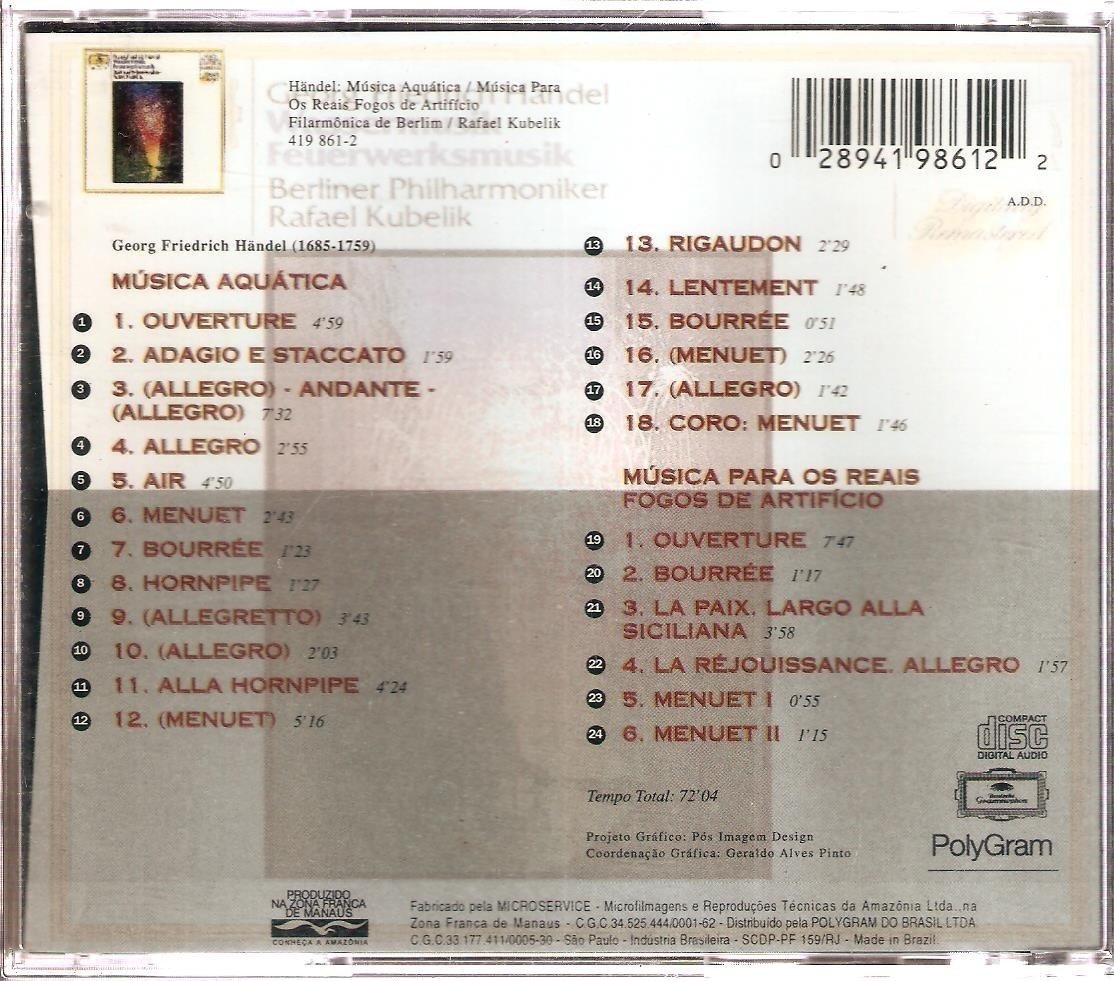 Händel: Música Aquática / Música Para
Os Reais Fogos de Artifício
Filarmônica de Berlim / Rafael Kubelik
419 861-2
Georg Friedrich Händel
Feuerwerksmusik
Berliner Philharmoniker
Rafael Kubelik
0 28941 98612 2
A.D.D.
Digitally
Remastered
Georg Friedrich Händel (1685-1759)
MÚSICA AQUÁTICA
1 1. OUVERTURE 4'59
2 2. ADAGIO E STACCATO 1'59
3 3. (ALLEGRO) - ANDANTE -
(ALLEGRO) 7'32
4 4. ALLEGRO 2'55
5 5. AIR 4'50
6 6. MENUET 2'43
7 7. BOURRÉE 1'23
8 8. HORNPIPE 1'27
9 9. (ALLEGRETTO) 3'43
10 10. (ALLEGRO) 2'03
11 11. ALLA HORNPIPE 4'24
12 12. (MENUET) 5'16
13 13. RIGAUDON 2'29
14 14. LENTEMENT 1'48
15 15. BOURRÉE 0'51
16 16. (MENUET) 2'26
17 17. (ALLEGRO) 1'42
18 18. CORO: MENUET 1'46
MÚSICA PARA OS REAIS
FOGOS DE ARTIFÍCIO
19 1. OUVERTURE 7'47
20 2. BOURRÉE 1'17
21 3. LA PAIX. LARGO ALLA
SICILIANA 3'58
22 4. LA RÉJOUISSANCE. ALLEGRO 1'57
23 5. MENUET I 0'55
24 6. MENUET II 1'15
Tempo Total: 72'04
Projeto Gráfico: Pós Imagem Design
Coordenação Gráfica: Geraldo Alves Pinto
COMPACT
disc
DIGITAL AUDIO
Deutsche
Grammophon
PolyGram
PRODUZIDO
NA ZONA FRANCA
DE MANAUS
CONHEÇA A AMAZÔNIA
Fabricado pela MICROSERVICE - Microfilmagens e Reproduções Técnicas da Amazônia Ltda.,na
Zona Franca de Manaus - C.G.C.34.525.444/0001-62 - Distribuído pela POLYGRAM DO BRASIL LTDA
C.G.C.33 177.411/0005-30 - São Paulo - Indústria Brasileira - SCDP-PF 159/RJ - Made in Brazil.